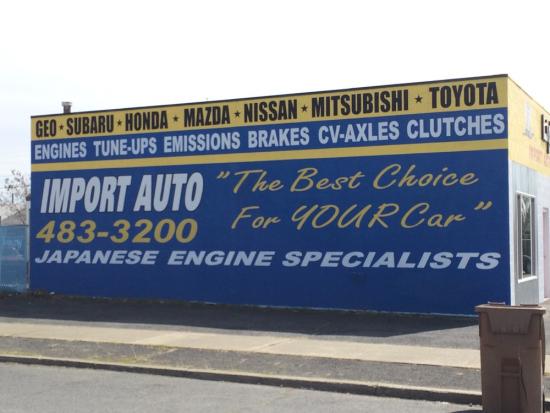 GEO ★ SUBARU ★ HONDA ★ MAZDA ★ NISSAN ★ MITSUBISHI ★ TOYOTA
ENGINES TUNE-UPS EMISSIONS BRAKES CV-AXLES CLUTCHES
IMPORT AUTO "The Best Choice
483-3200 For YOUR Car"
JAPANESE ENGINE SPECIALISTS